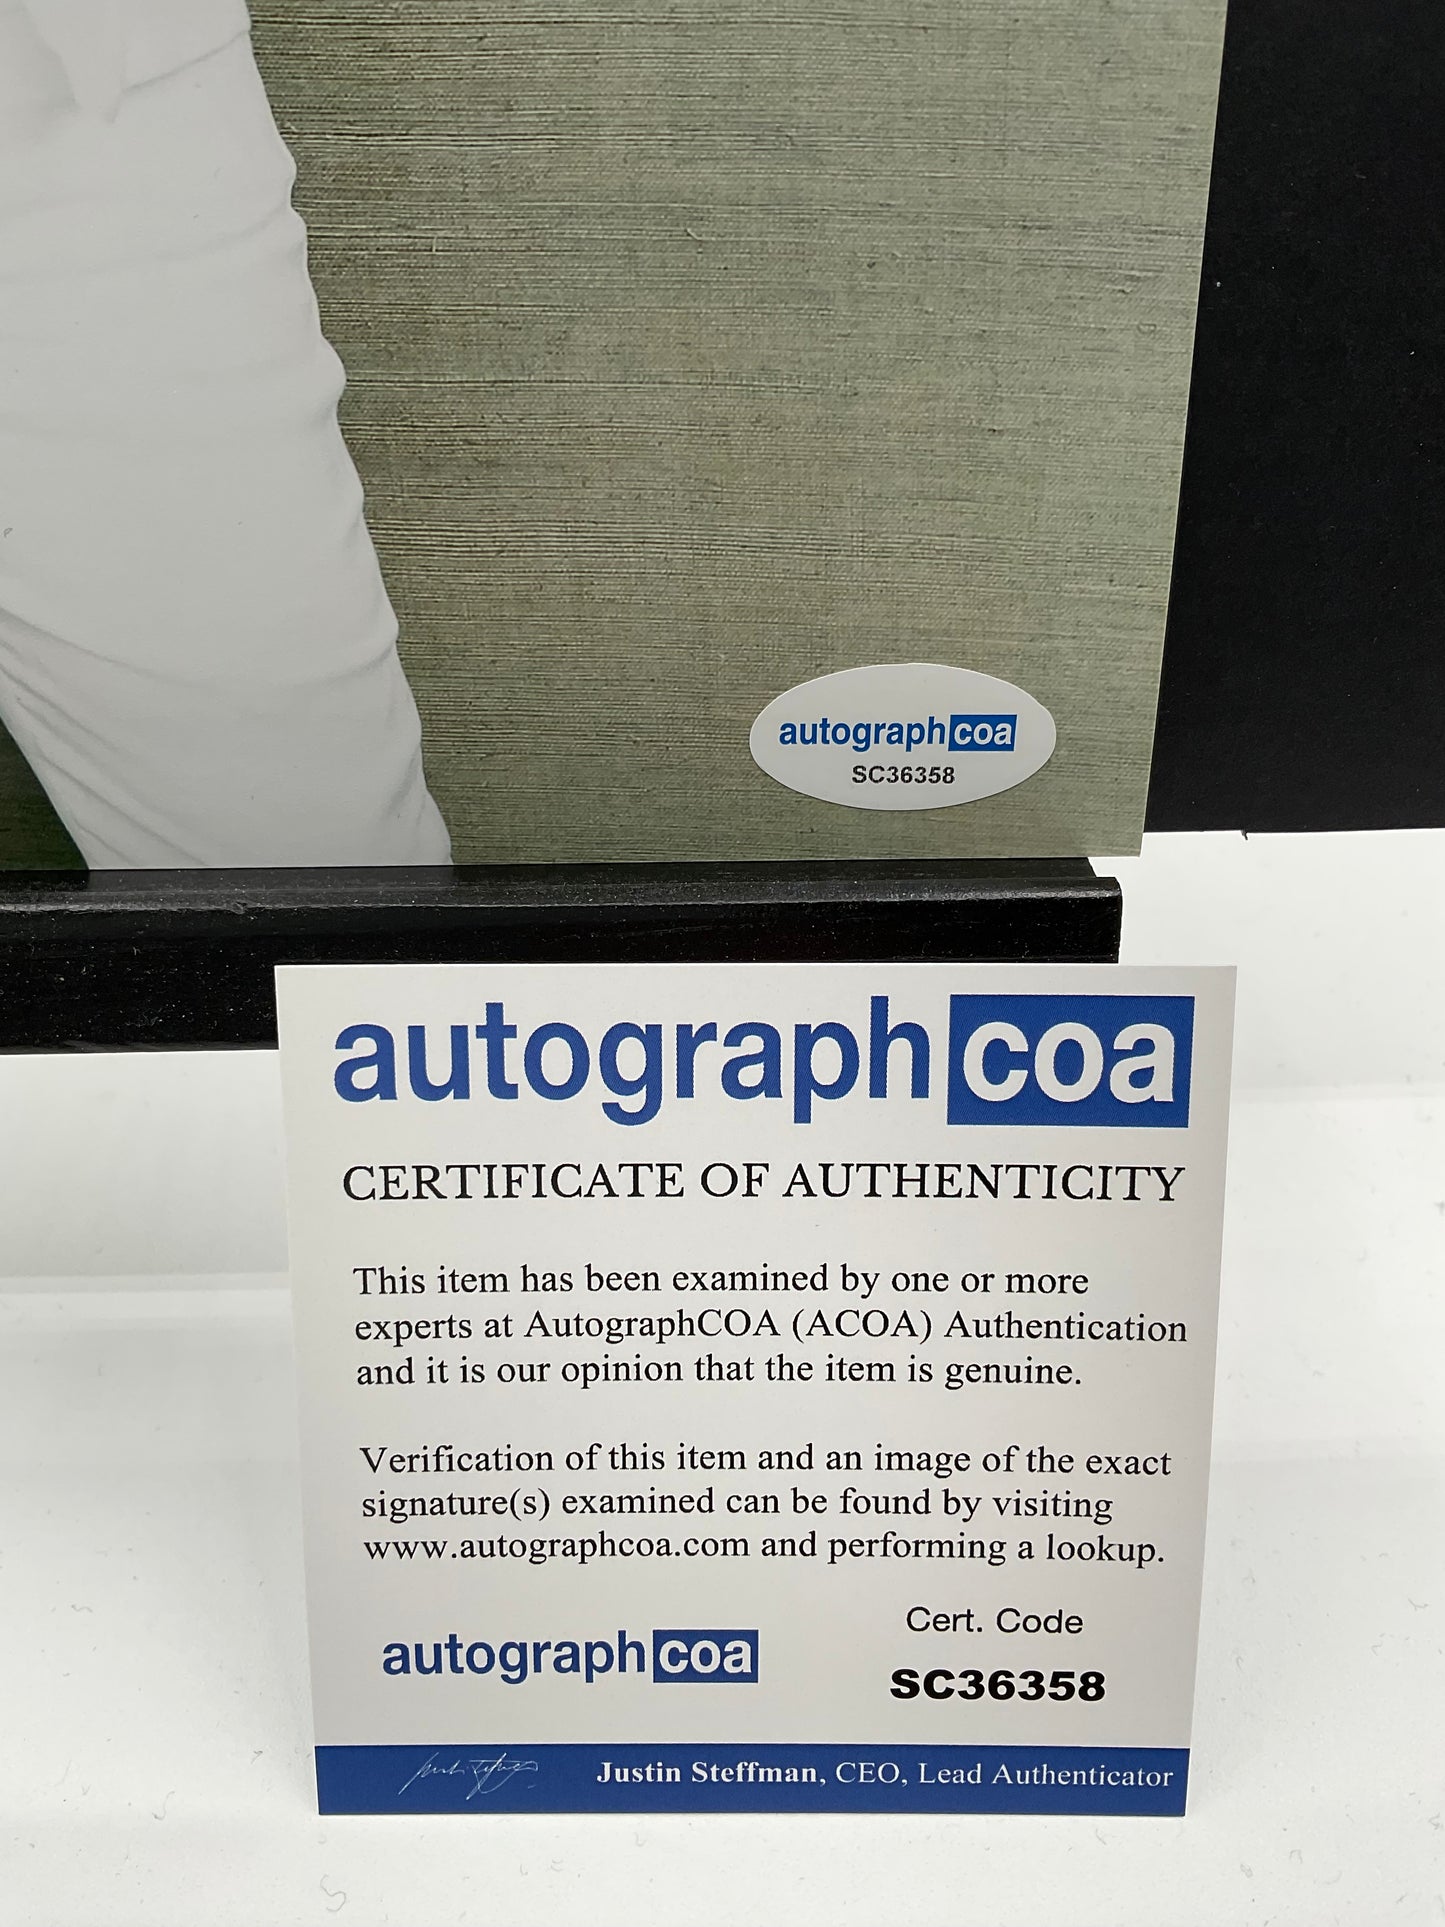 autographcoa
SC36358
autographcoa
CERTIFICATE OF AUTHENTICITY
This item has been examined by one or more
experts at AutographCOA (ACOA) Authentication
and it is our opinion that the item is genuine.
Verification of this item and an image of the exact
signature(s) examined can be found by visiting
www.autographcoa.com and performing a lookup.
Cert. Code
autographcoa
SC36358
Justin Steffman, CEO, Lead Authenticator